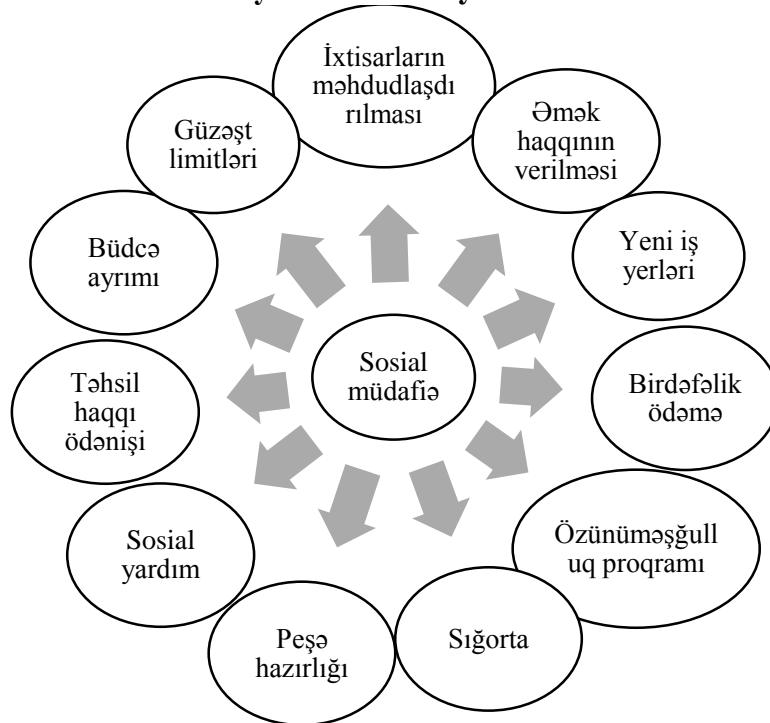 İxtisarların
məhdudlaşdı
rılması
Əmək
haqqının
verilməsi
Yeni iş
yerləri
Birdəfəlik
ödəmə
Özünüməşğull
uq proqramı
Sığorta
Peşə
hazırlığı
Sosial
yardım
Təhsil
haqqı
ödənişi
Büdcə
ayrımı
Güzəşt
limitləri
Sosial
müdafiə